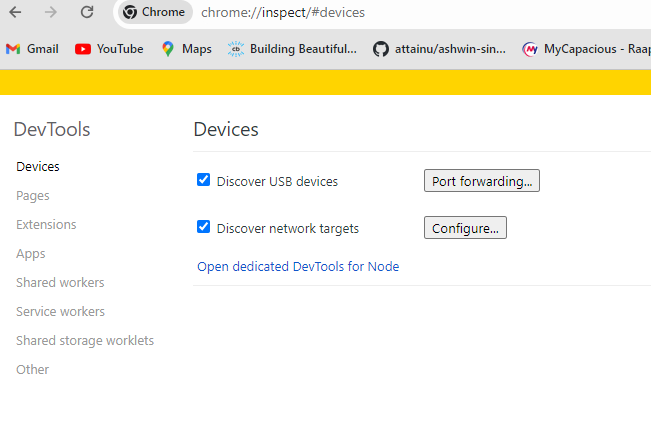 Chrome chrome://inspect/#devices
Gmail YouTube Maps cb Building Beautiful... attainu/ashwin-sin... MyCapacious - Raap
DevTools
Devices
Pages
Extensions
Apps
Shared workers
Service workers
Shared storage worklets
Other
Devices
Discover USB devices Port forwarding...
Discover network targets Configure...
Open dedicated DevTools for Node